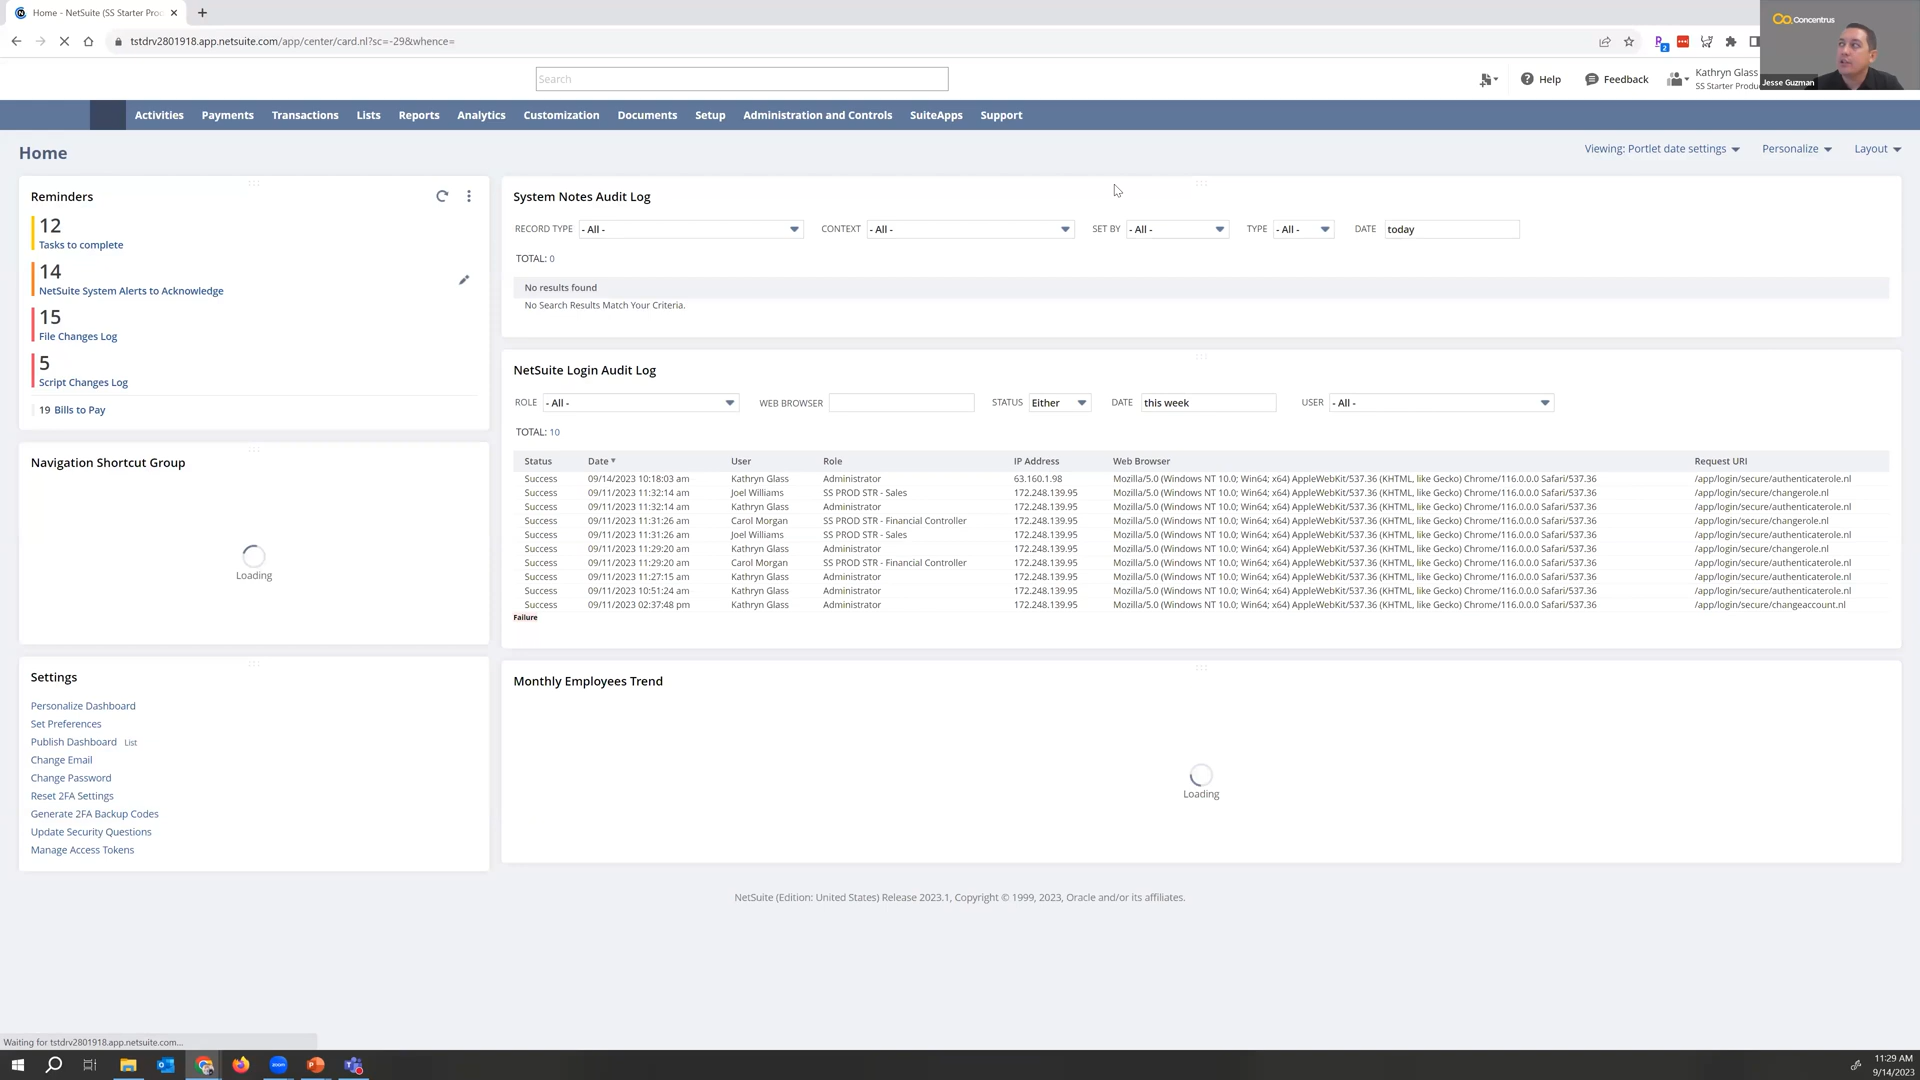 Home - NetSuite (SS Starter Proc
tstdrv2801918.app.netsuite.com/app/center/card.nl?sc=-29&whence=
Concentrus
Jesse Guzman
Search
Help
Feedback
Kathryn Glass
SS Starter Produ
Activities
Payments
Transactions
Lists
Reports
Analytics
Customization
Documents
Setup
Administration and Controls
SuiteApps
Support
Home
Viewing: Portlet date settings
Personalize
Layout
Reminders
12
Tasks to complete
14
NetSuite System Alerts to Acknowledge
15
File Changes Log
5
Script Changes Log
19 Bills to Pay
Navigation Shortcut Group
Loading
Settings
Personalize Dashboard
Set Preferences
Publish Dashboard List
Change Email
Change Password
Reset 2FA Settings
Generate 2FA Backup Codes
Update Security Questions
Manage Access Tokens
System Notes Audit Log
RECORD TYPE - All - CONTEXT - All - SET BY - All - TYPE - All - DATE today
TOTAL: 0
No results found
No Search Results Match Your Criteria.
NetSuite Login Audit Log
ROLE - All - WEB BROWSER STATUS Either DATE this week USER - All -
TOTAL: 10
Status Date User Role IP Address Web Browser Request URI
Success 09/14/2023 10:18:03 am Kathryn Glass Administrator 63.160.1.98 Mozilla/5.0 (Windows NT 10.0; Win64; x64) AppleWebKit/537.36 (KHTML, like Gecko) Chrome/116.0.0.0 Safari/537.36 /app/login/secure/authenticaterole.nl
Success 09/11/2023 11:32:14 am Joel Williams SS PROD STR - Sales 172.248.139.95 Mozilla/5.0 (Windows NT 10.0; Win64; x64) AppleWebKit/537.36 (KHTML, like Gecko) Chrome/116.0.0.0 Safari/537.36 /app/login/secure/changerole.nl
Success 09/11/2023 11:32:14 am Kathryn Glass Administrator 172.248.139.95 Mozilla/5.0 (Windows NT 10.0; Win64; x64) AppleWebKit/537.36 (KHTML, like Gecko) Chrome/116.0.0.0 Safari/537.36 /app/login/secure/authenticaterole.nl
Success 09/11/2023 11:31:26 am Carol Morgan SS PROD STR - Financial Controller 172.248.139.95 Mozilla/5.0 (Windows NT 10.0; Win64; x64) AppleWebKit/537.36 (KHTML, like Gecko) Chrome/116.0.0.0 Safari/537.36 /app/login/secure/changerole.nl
Success 09/11/2023 11:31:26 am Joel Williams SS PROD STR - Sales 172.248.139.95 Mozilla/5.0 (Windows NT 10.0; Win64; x64) AppleWebKit/537.36 (KHTML, like Gecko) Chrome/116.0.0.0 Safari/537.36 /app/login/secure/authenticaterole.nl
Success 09/11/2023 11:29:20 am Kathryn Glass Administrator 172.248.139.95 Mozilla/5.0 (Windows NT 10.0; Win64; x64) AppleWebKit/537.36 (KHTML, like Gecko) Chrome/116.0.0.0 Safari/537.36 /app/login/secure/changerole.nl
Success 09/11/2023 11:29:20 am Carol Morgan SS PROD STR - Financial Controller 172.248.139.95 Mozilla/5.0 (Windows NT 10.0; Win64; x64) AppleWebKit/537.36 (KHTML, like Gecko) Chrome/116.0.0.0 Safari/537.36 /app/login/secure/authenticaterole.nl
Success 09/11/2023 11:27:15 am Kathryn Glass Administrator 172.248.139.95 Mozilla/5.0 (Windows NT 10.0; Win64; x64) AppleWebKit/537.36 (KHTML, like Gecko) Chrome/116.0.0.0 Safari/537.36 /app/login/secure/authenticaterole.nl
Success 09/11/2023 10:51:24 am Kathryn Glass Administrator 172.248.139.95 Mozilla/5.0 (Windows NT 10.0; Win64; x64) AppleWebKit/537.36 (KHTML, like Gecko) Chrome/116.0.0.0 Safari/537.36 /app/login/secure/authenticaterole.nl
Success 09/11/2023 02:37:48 pm Kathryn Glass Administrator 172.248.139.95 Mozilla/5.0 (Windows NT 10.0; Win64; x64) AppleWebKit/537.36 (KHTML, like Gecko) Chrome/116.0.0.0 Safari/537.36 /app/login/secure/changeaccount.nl
Failure
Monthly Employees Trend
Loading
NetSuite (Edition: United States) Release 2023.1, Copyright © 1999, 2023, Oracle and/or its affiliates.
Waiting for tstdrv2801918.app.netsuite.com...
11:29 AM
9/14/2023